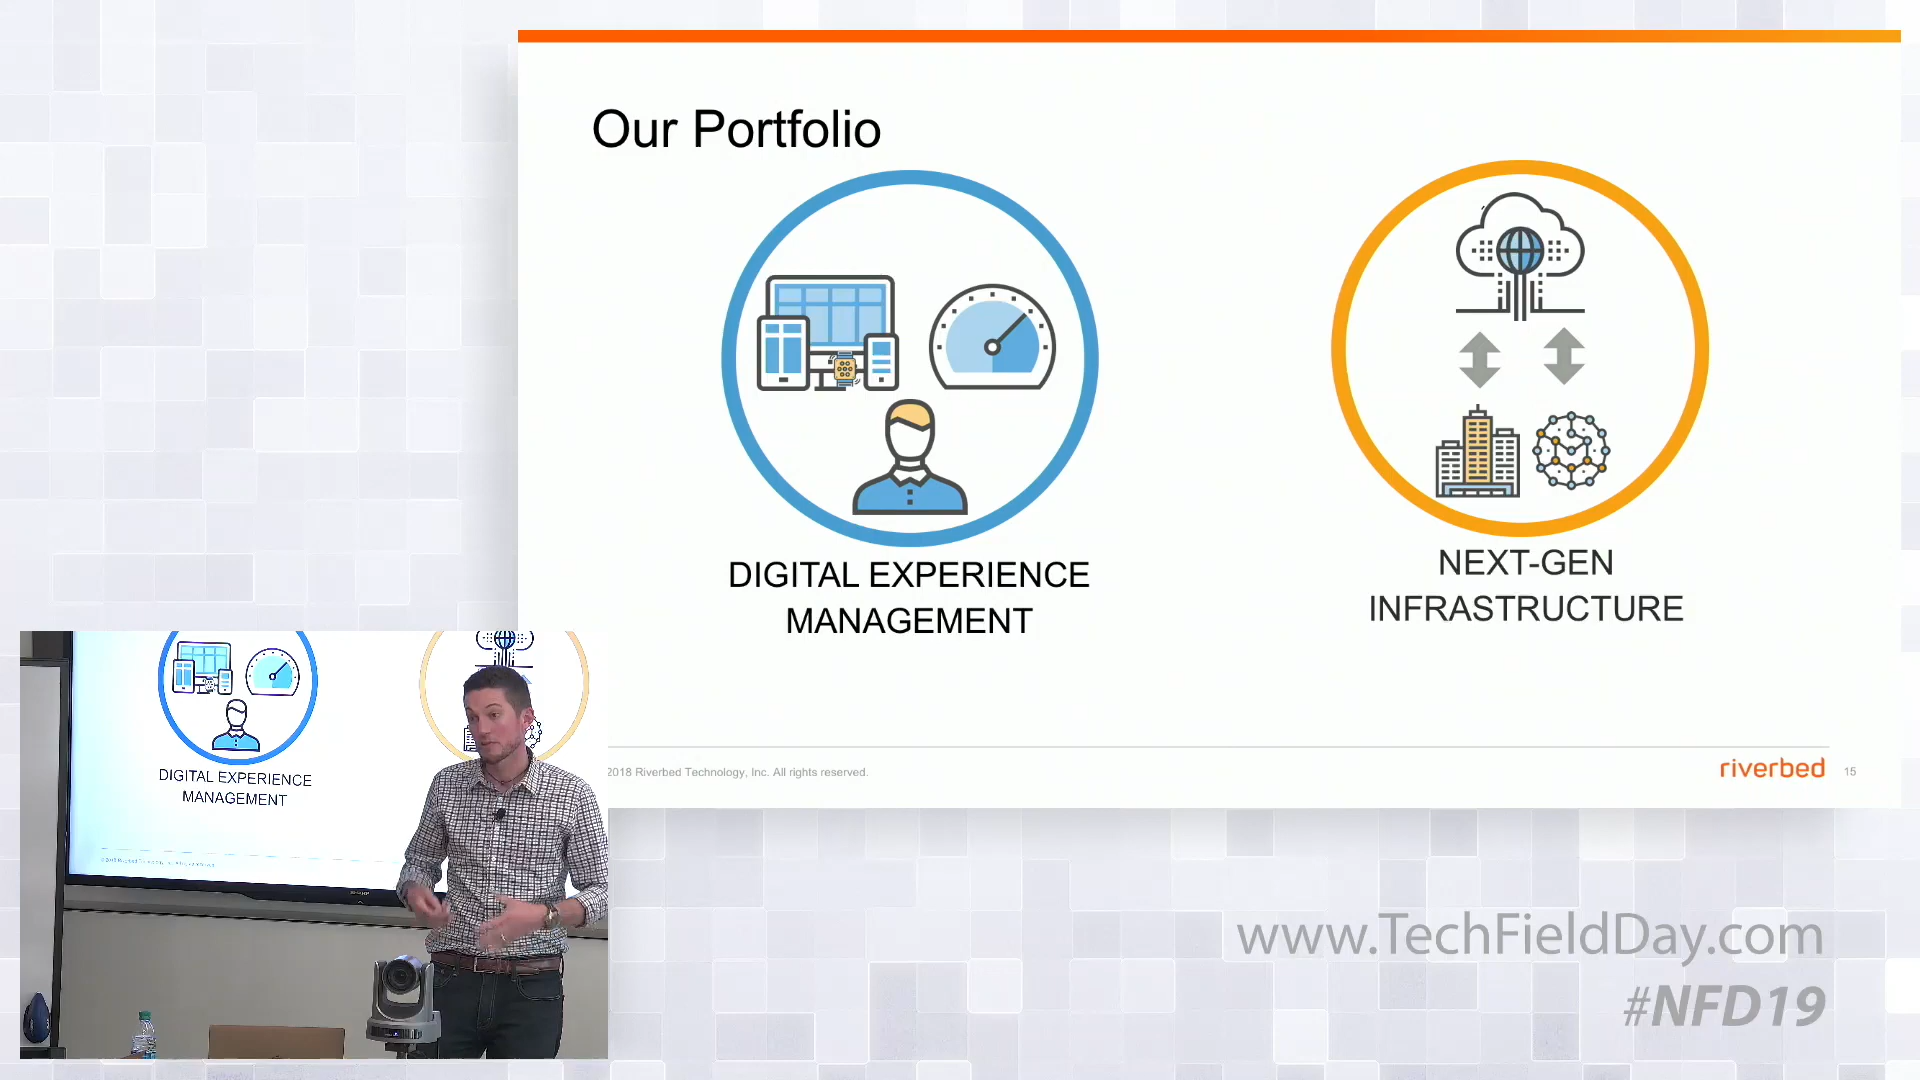 Our Portfolio
DIGITAL EXPERIENCE
MANAGEMENT
NEXT-GEN
INFRASTRUCTURE
2018 Riverbed Technology, Inc. All rights reserved.
riverbed
15
DIGITAL EXPERIENCE
MANAGEMENT
www.TechFieldDay.com
#NFD19